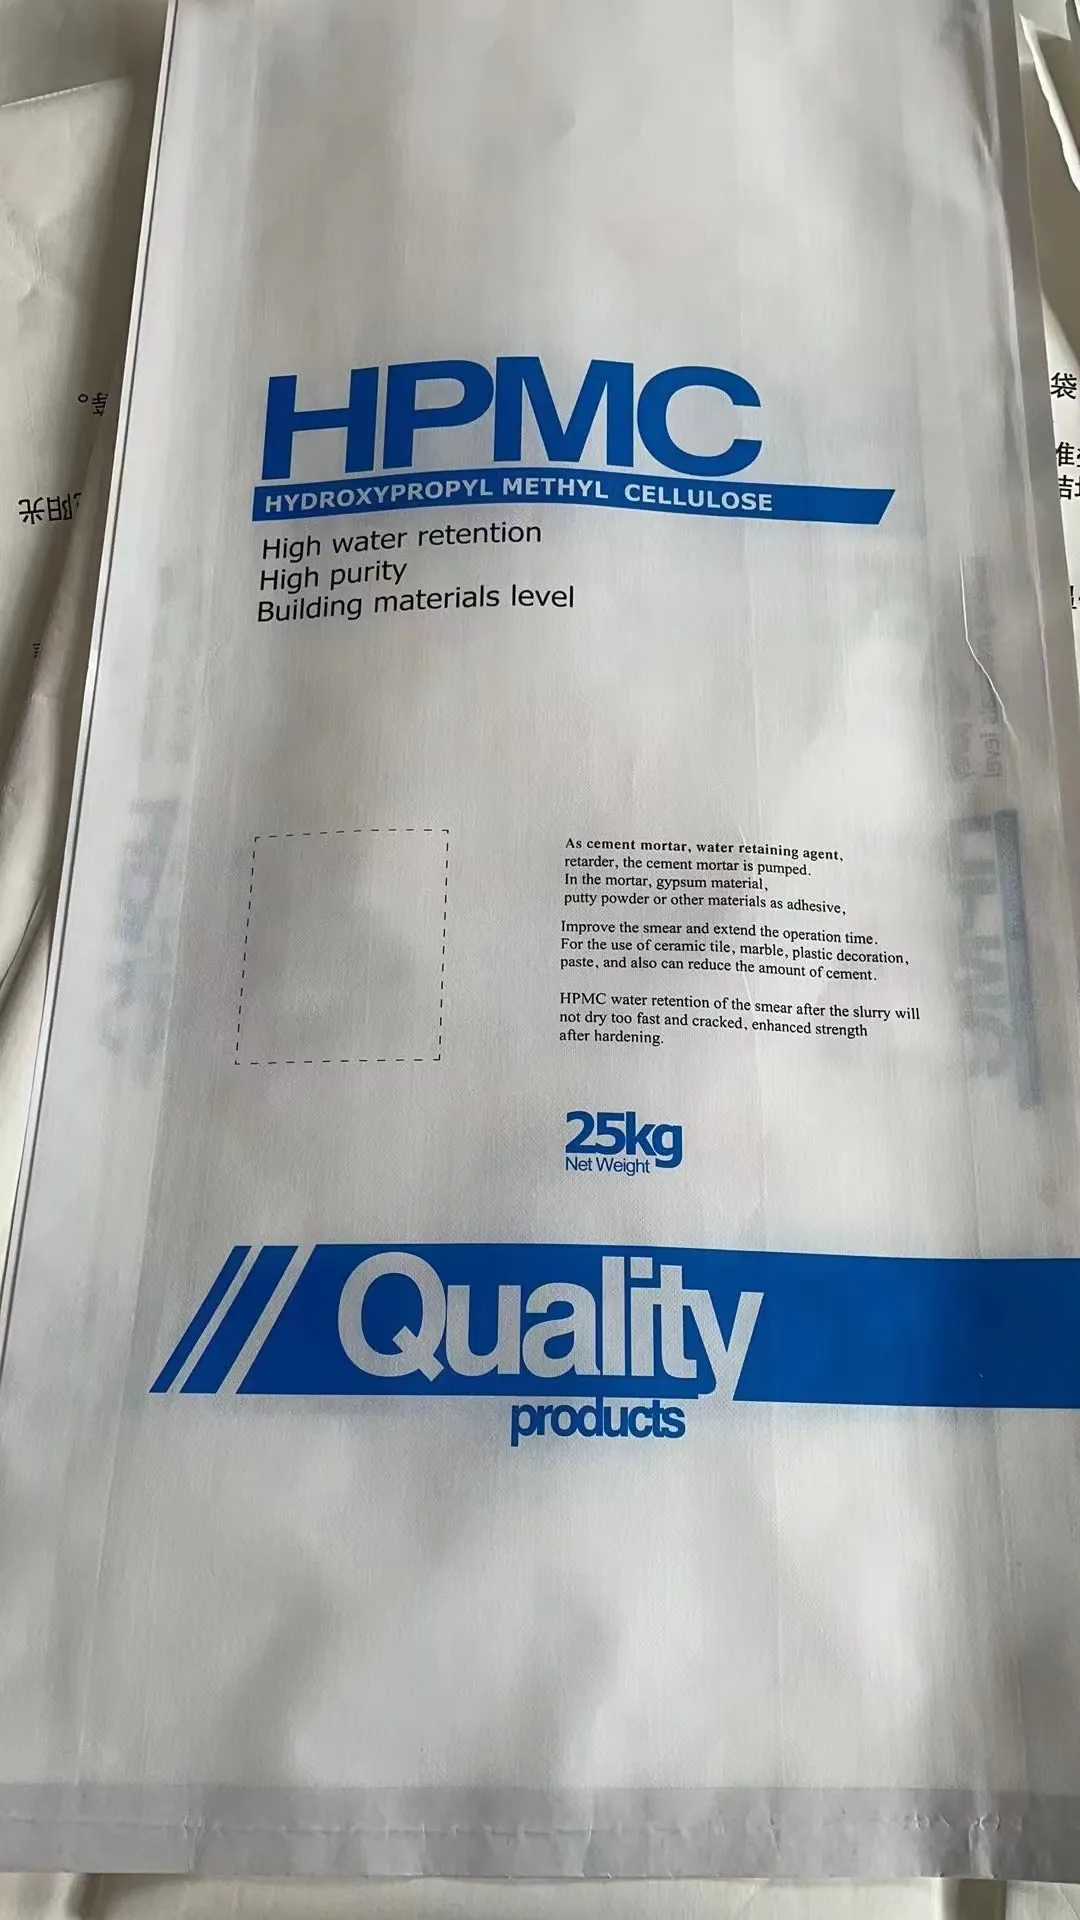 HPMC
HYDROXYPROPYL METHYL CELLULOSE
High water retention
High purity
Building materials level
As cement mortar, water retaining agent,
retarder, the cement mortar is pumped.
In the mortar, gypsum material,
putty powder or other materials as adhesive,
Improve the smear and extend the operation time.
For the use of ceramic tile, marble, plastic decoration,
paste, and also can reduce the amount of cement.
HPMC water retention of the smear after the slurry will
not dry too fast and cracked, enhanced strength
after hardening.
25kg
Net Weight
Quality
products
阳光
袋